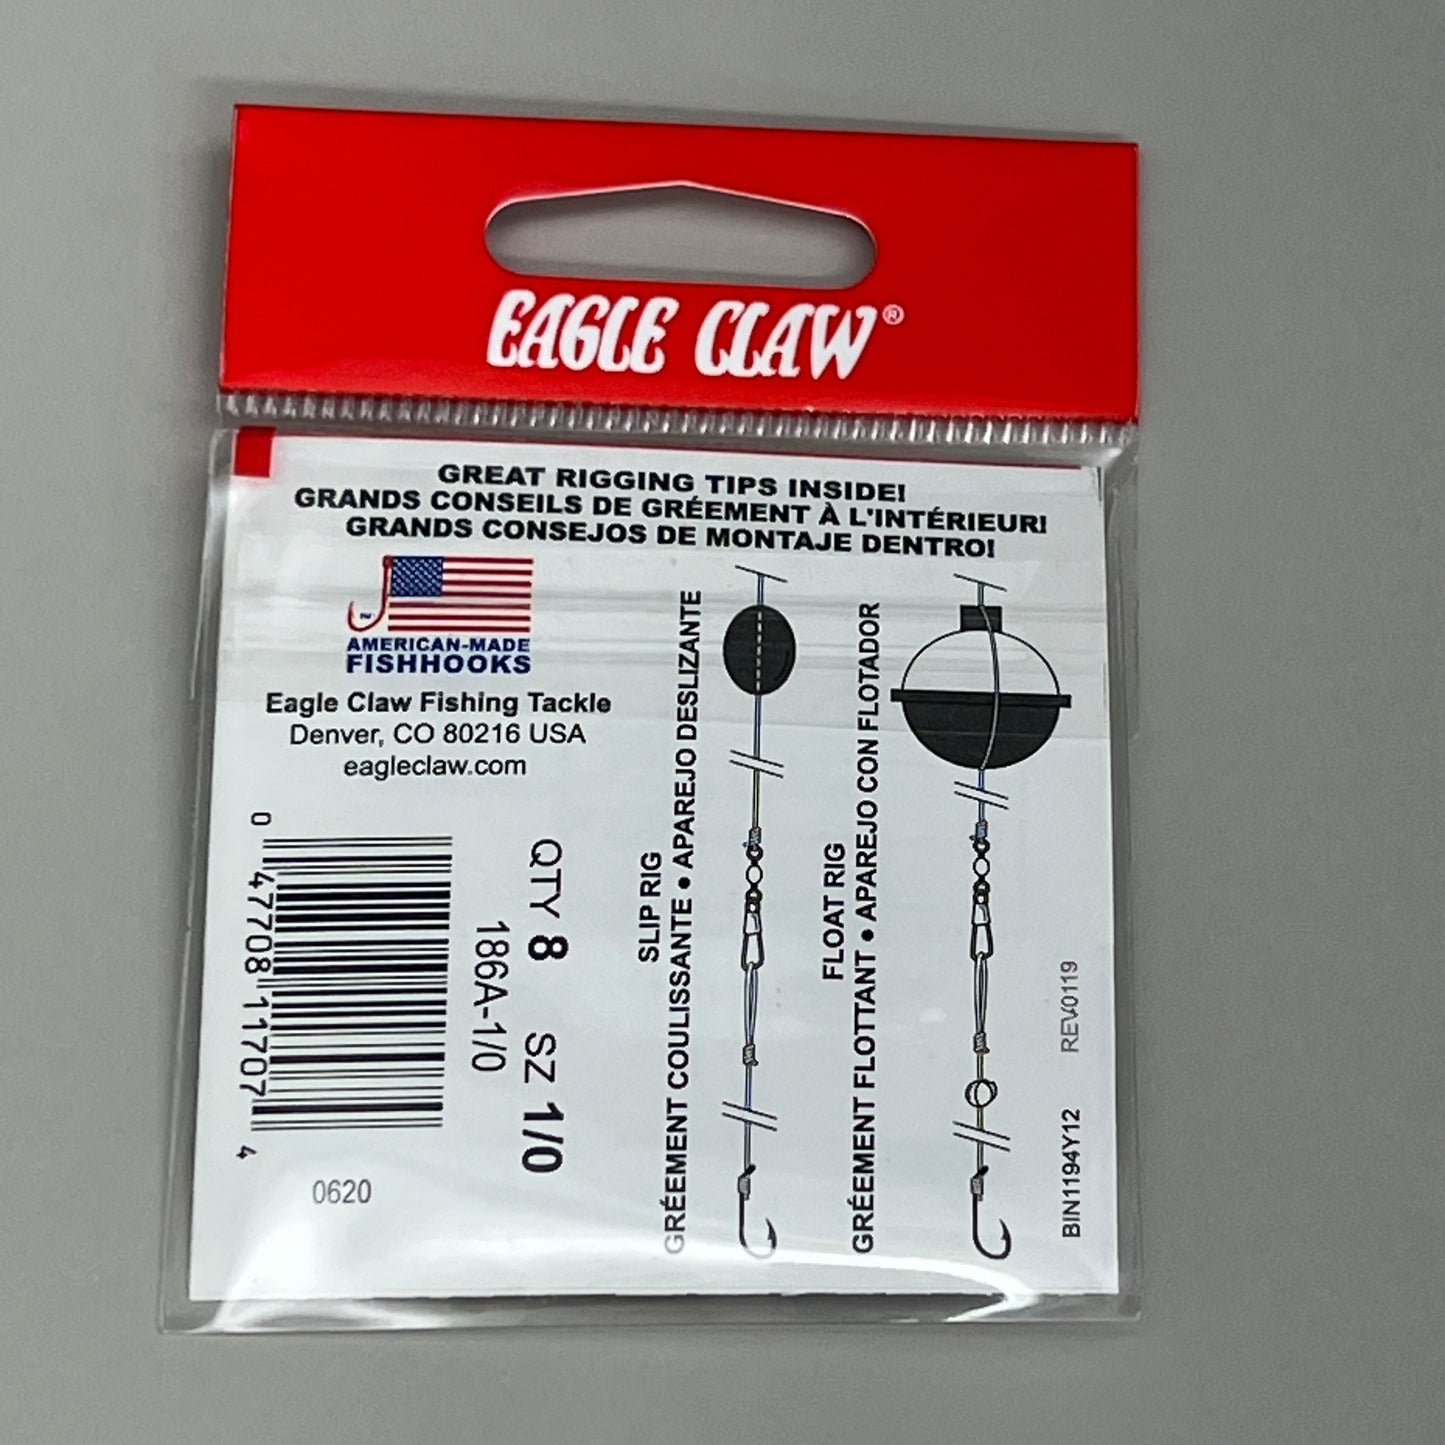 EAGLE CLAW®
GREAT RIGGING TIPS INSIDE!
GRANDS CONSEILS DE GRÉEMENT À L'INTÉRIEUR!
GRANDS CONSEJOS DE MONTAJE DENTRO!
AMERICAN-MADE
FISHHOOKS
Eagle Claw Fishing Tackle
Denver, CO 80216 USA
eagleclaw.com
0 47708 11707 4
QTY 8 SZ 1/0
186A-1/0
0620
SLIP RIG
GRÉEMENT COULISSANTE • APAREJO DESLIZANTE
FLOAT RIG
GRÉEMENT FLOTTANT • APAREJO CON FLOTADOR
BIN1194Y12 REV0119